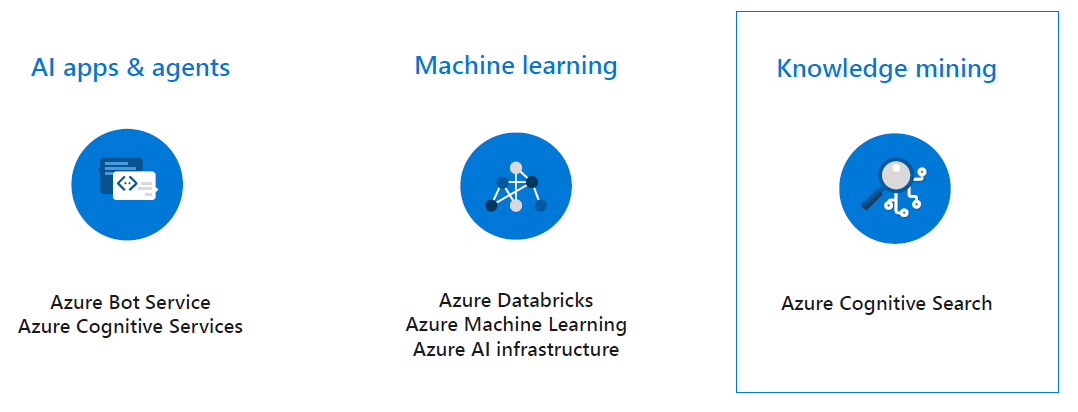 AI apps & agents
Azure Bot Service
Azure Cognitive Services
Machine learning
Azure Databricks
Azure Machine Learning
Azure AI infrastructure
Knowledge mining
Azure Cognitive Search